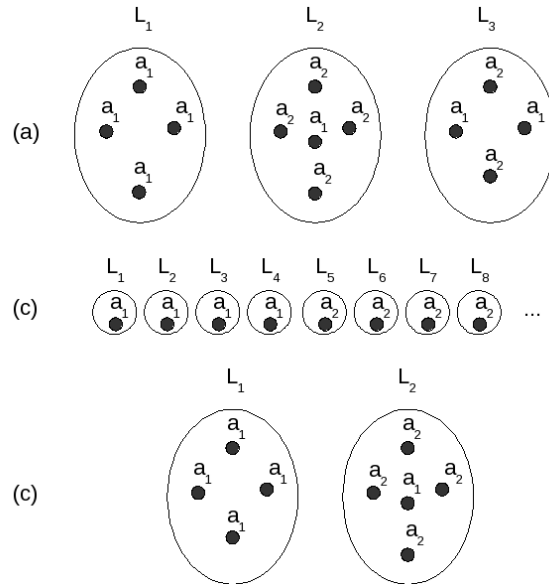 L1 L2 L3
(a)
a1 a2 a2
a1 a1 a2 a1 a2 a1 a1
a1 a2 a2
L1 L2 L3 L4 L5 L6 L7 L8
(c) a1 a1 a1 a1 a2 a2 a2 a2 ...
L1 L2
(c)
a1 a2
a1 a1 a2 a1 a2
a1 a2